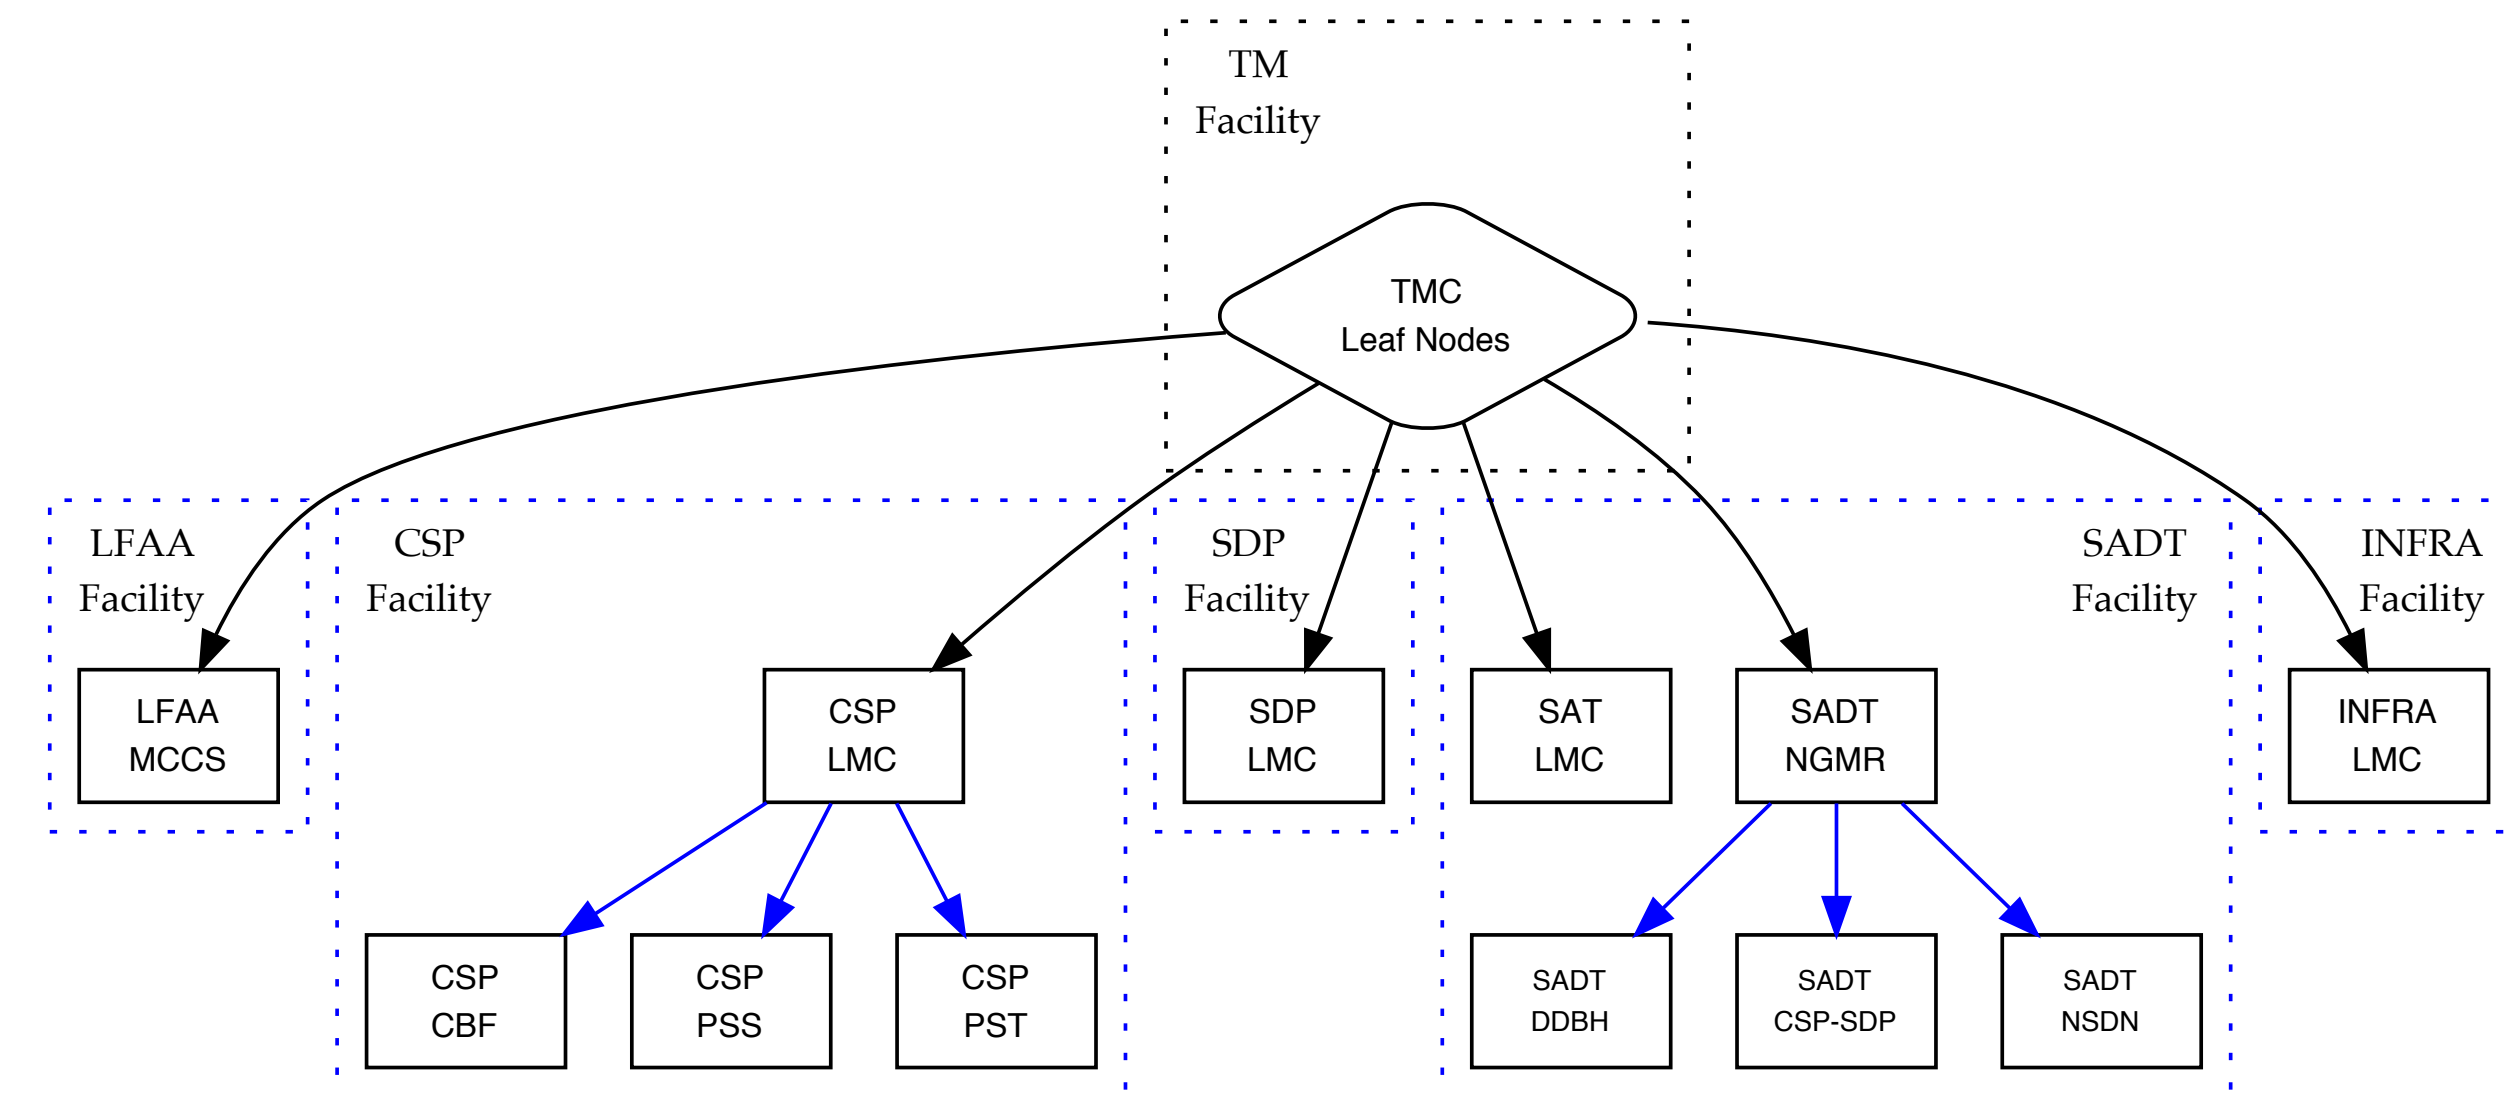 TM
Facility
TMC
Leaf Nodes
LFAA
Facility
CSP
Facility
SDP
Facility
SADT
Facility
INFRA
Facility
LFAA
MCCS
CSP
LMC
SDP
LMC
SAT
LMC
SADT
NGMR
INFRA
LMC
CSP
CBF
CSP
PSS
CSP
PST
SADT
DDBH
SADT
CSP-SDP
SADT
NSDN